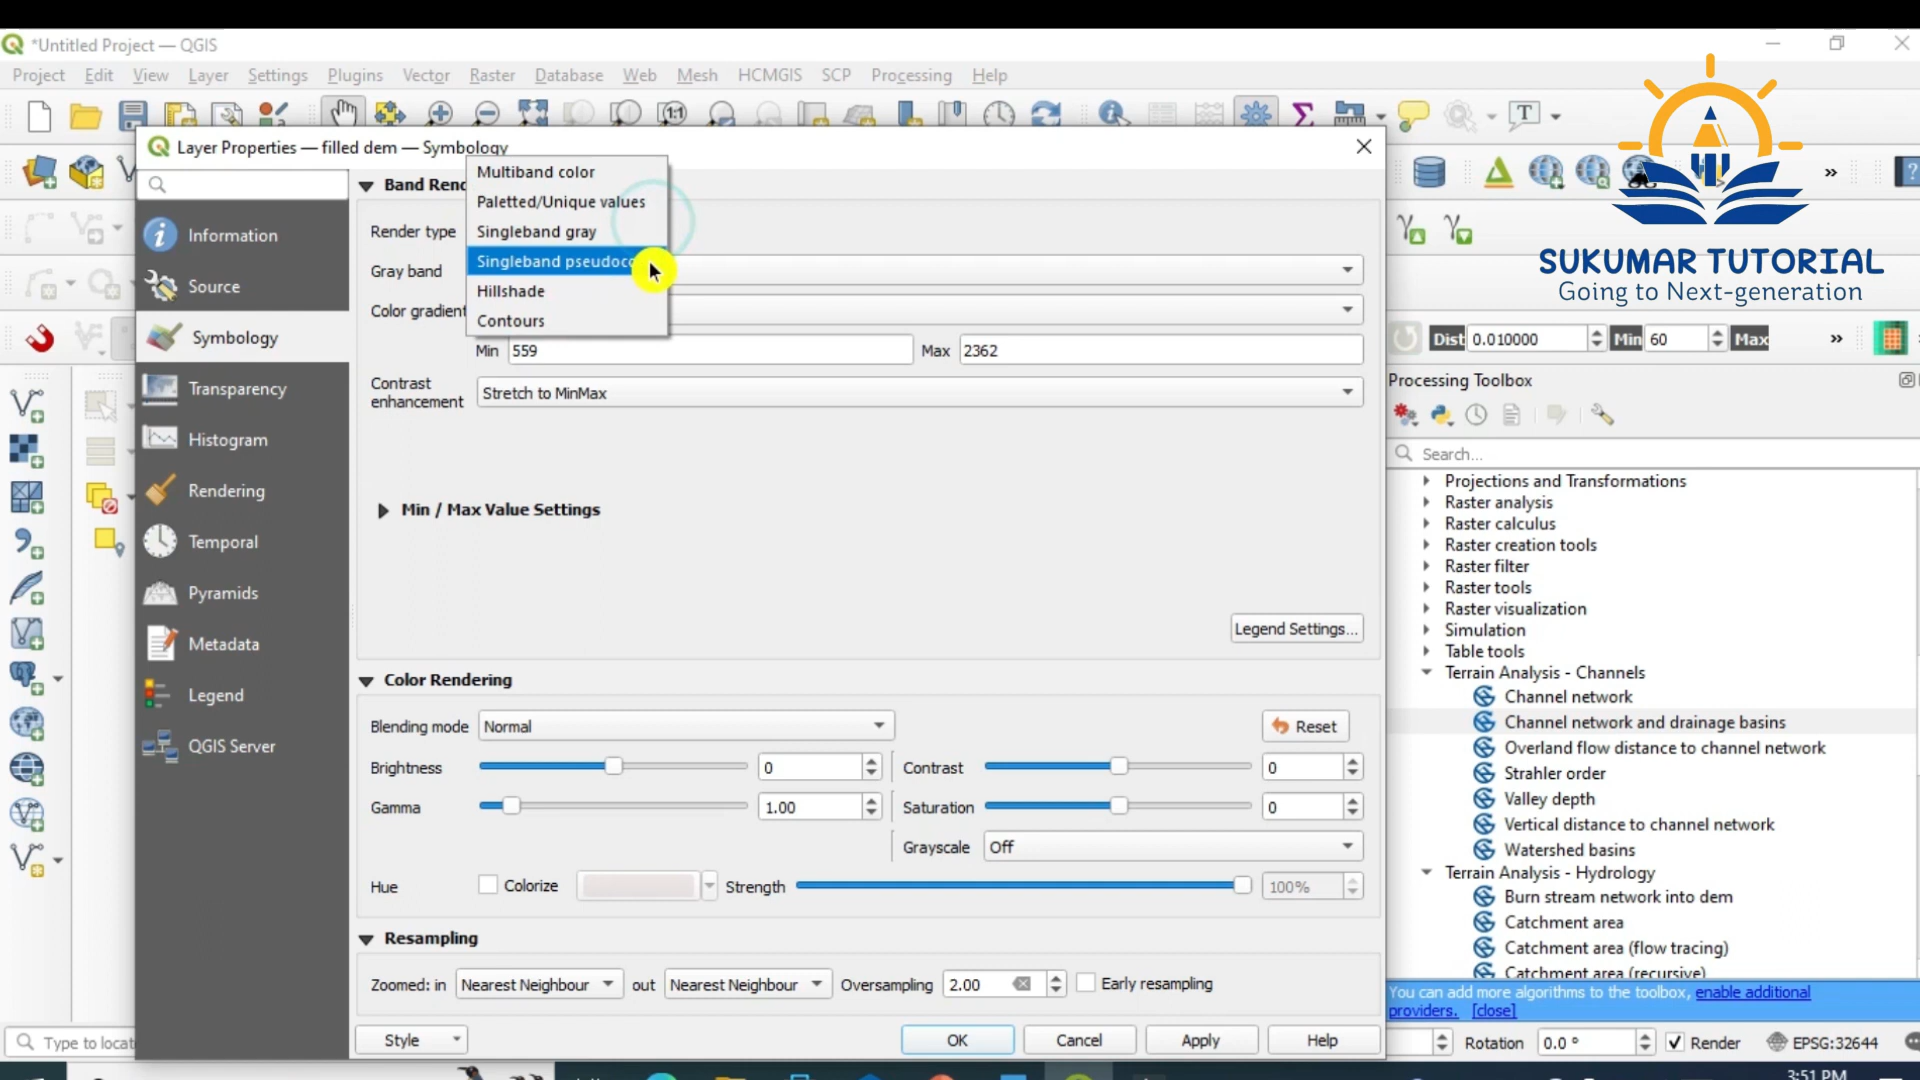 *Untitled Project — QGIS
Project Edit View Layer Settings Plugins Vector Raster Database Web Mesh HCMGIS SCP Processing Help
Layer Properties — filled dem — Symbology
Information
Source
Symbology
Transparency
Histogram
Rendering
Temporal
Pyramids
Metadata
Legend
QGIS Server
Band Rend
Render type
Gray band
Color gradient
Multiband color
Paletted/Unique values
Singleband gray
Singleband pseudoco
Hillshade
Contours
Min 559 Max 2362
Contrast
enhancement
Stretch to MinMax
Min / Max Value Settings
Legend Settings...
Color Rendering
Blending mode Normal Reset
Brightness 0 Contrast 0
Gamma 1.00 Saturation 0
Grayscale Off
Hue Colorize Strength 100%
Resampling
Zoomed: in Nearest Neighbour out Nearest Neighbour Oversampling 2.00 Early resampling
Style OK Cancel Apply Help
SUKUMAR TUTORIAL
Going to Next-generation
Dist 0.010000 Min 60 Max
Processing Toolbox
Search...
Projections and Transformations
Raster analysis
Raster calculus
Raster creation tools
Raster filter
Raster tools
Raster visualization
Simulation
Table tools
Terrain Analysis - Channels
Channel network
Channel network and drainage basins
Overland flow distance to channel network
Strahler order
Valley depth
Vertical distance to channel network
Watershed basins
Terrain Analysis - Hydrology
Burn stream network into dem
Catchment area
Catchment area (flow tracing)
Catchment area (recursive)
You can add more algorithms to the toolbox, enable additional
providers. [close]
Type to locat
Rotation 0.0 ° Render EPSG:32644
3:51 PM